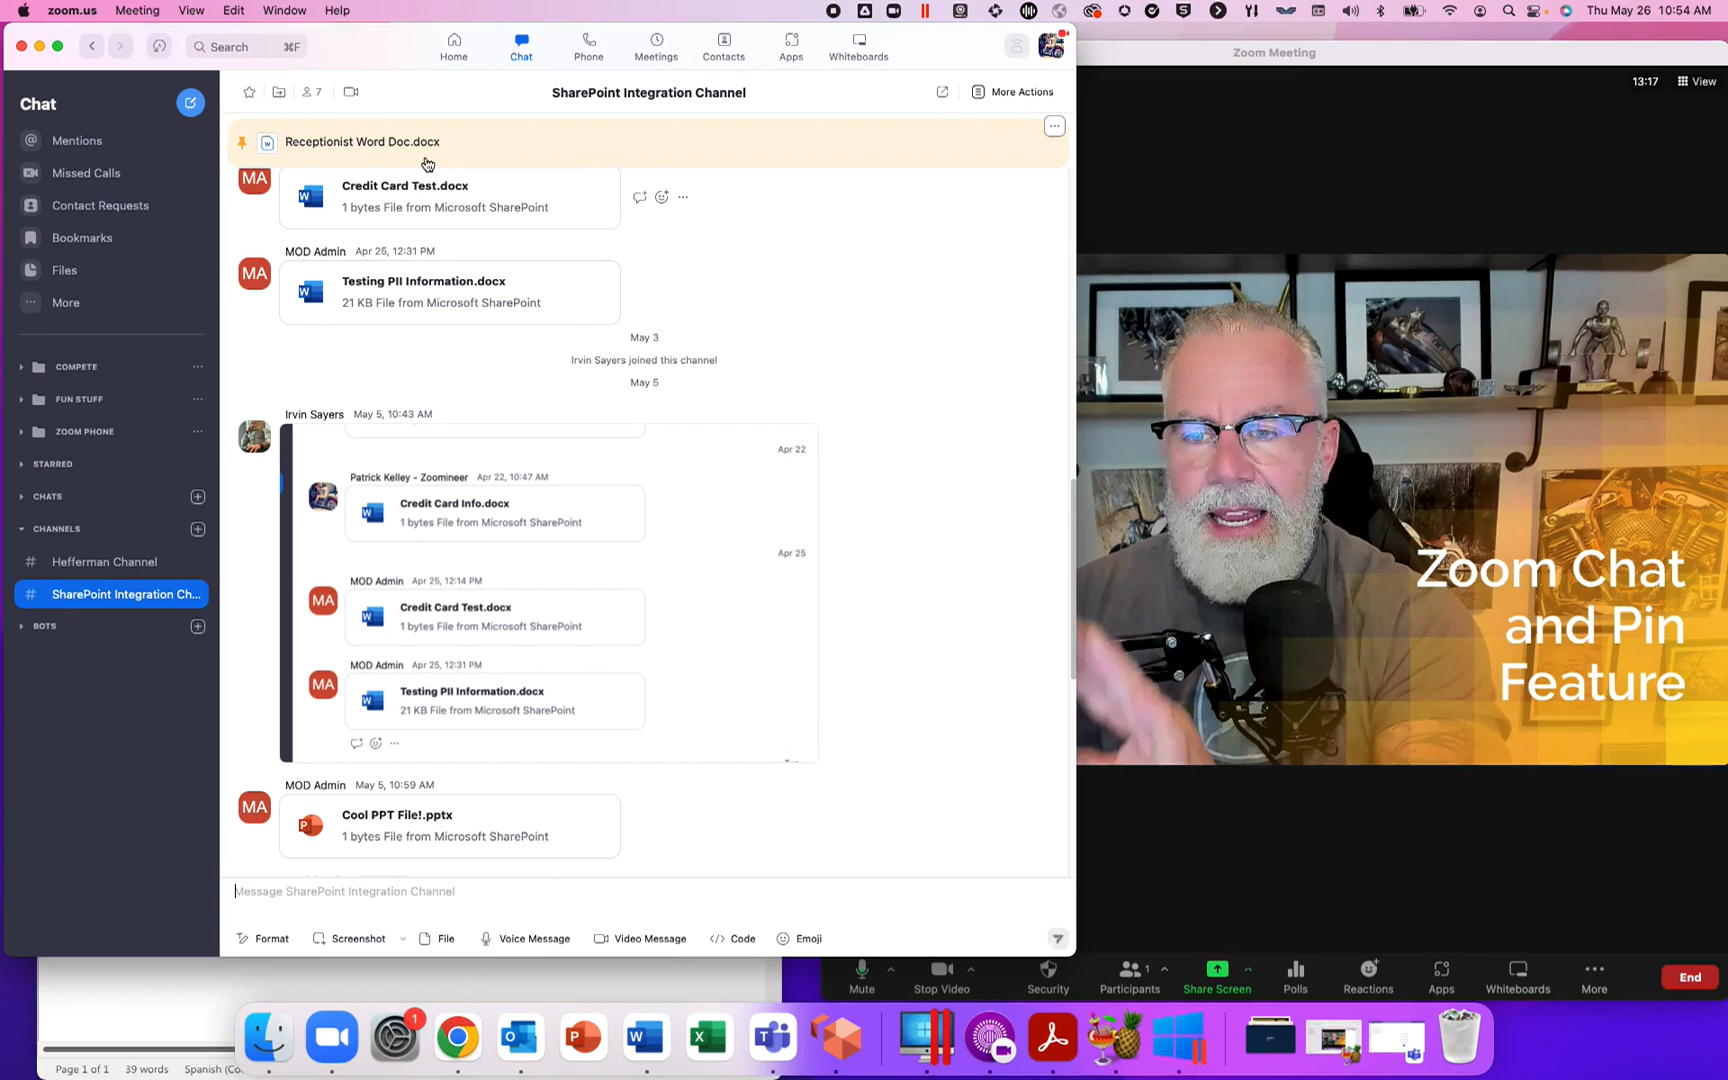 zoom.us Meeting View Edit Window Help
Thu May 26 10:54 AM
Search ⌘F
Home
Chat
Phone
Meetings
Contacts
Apps
Whiteboards
Zoom Meeting
13:17
View
Chat
Mentions
Missed Calls
Contact Requests
Bookmarks
Files
More
COMPETE
FUN STUFF
ZOOM PHONE
STARRED
CHATS
CHANNELS
# Hefferman Channel
# SharePoint Integration Ch...
BOTS
7
SharePoint Integration Channel
More Actions
Receptionist Word Doc.docx
MA
Credit Card Test.docx
1 bytes File from Microsoft SharePoint
MOD Admin Apr 25, 12:31 PM
MA
Testing PII Information.docx
21 KB File from Microsoft SharePoint
May 3
Irvin Sayers joined this channel
May 5
Irvin Sayers May 5, 10:43 AM
Apr 22
Patrick Kelley - Zoomineer Apr 22, 10:47 AM
Credit Card Info.docx
1 bytes File from Microsoft SharePoint
Apr 25
MOD Admin Apr 25, 12:14 PM
MA
Credit Card Test.docx
1 bytes File from Microsoft SharePoint
MOD Admin Apr 25, 12:31 PM
MA
Testing PII Information.docx
21 KB File from Microsoft SharePoint
MOD Admin May 5, 10:59 AM
MA
Cool PPT File!.pptx
1 bytes File from Microsoft SharePoint
Message SharePoint Integration Channel
Format
Screenshot
File
Voice Message
Video Message
</> Code
Emoji
Zoom Chat
and Pin
Feature
Mute
Stop Video
Security
1
Participants
Share Screen
Polls
Reactions
Apps
Whiteboards
More
End
1
Page 1 of 1 39 words Spanish (Co